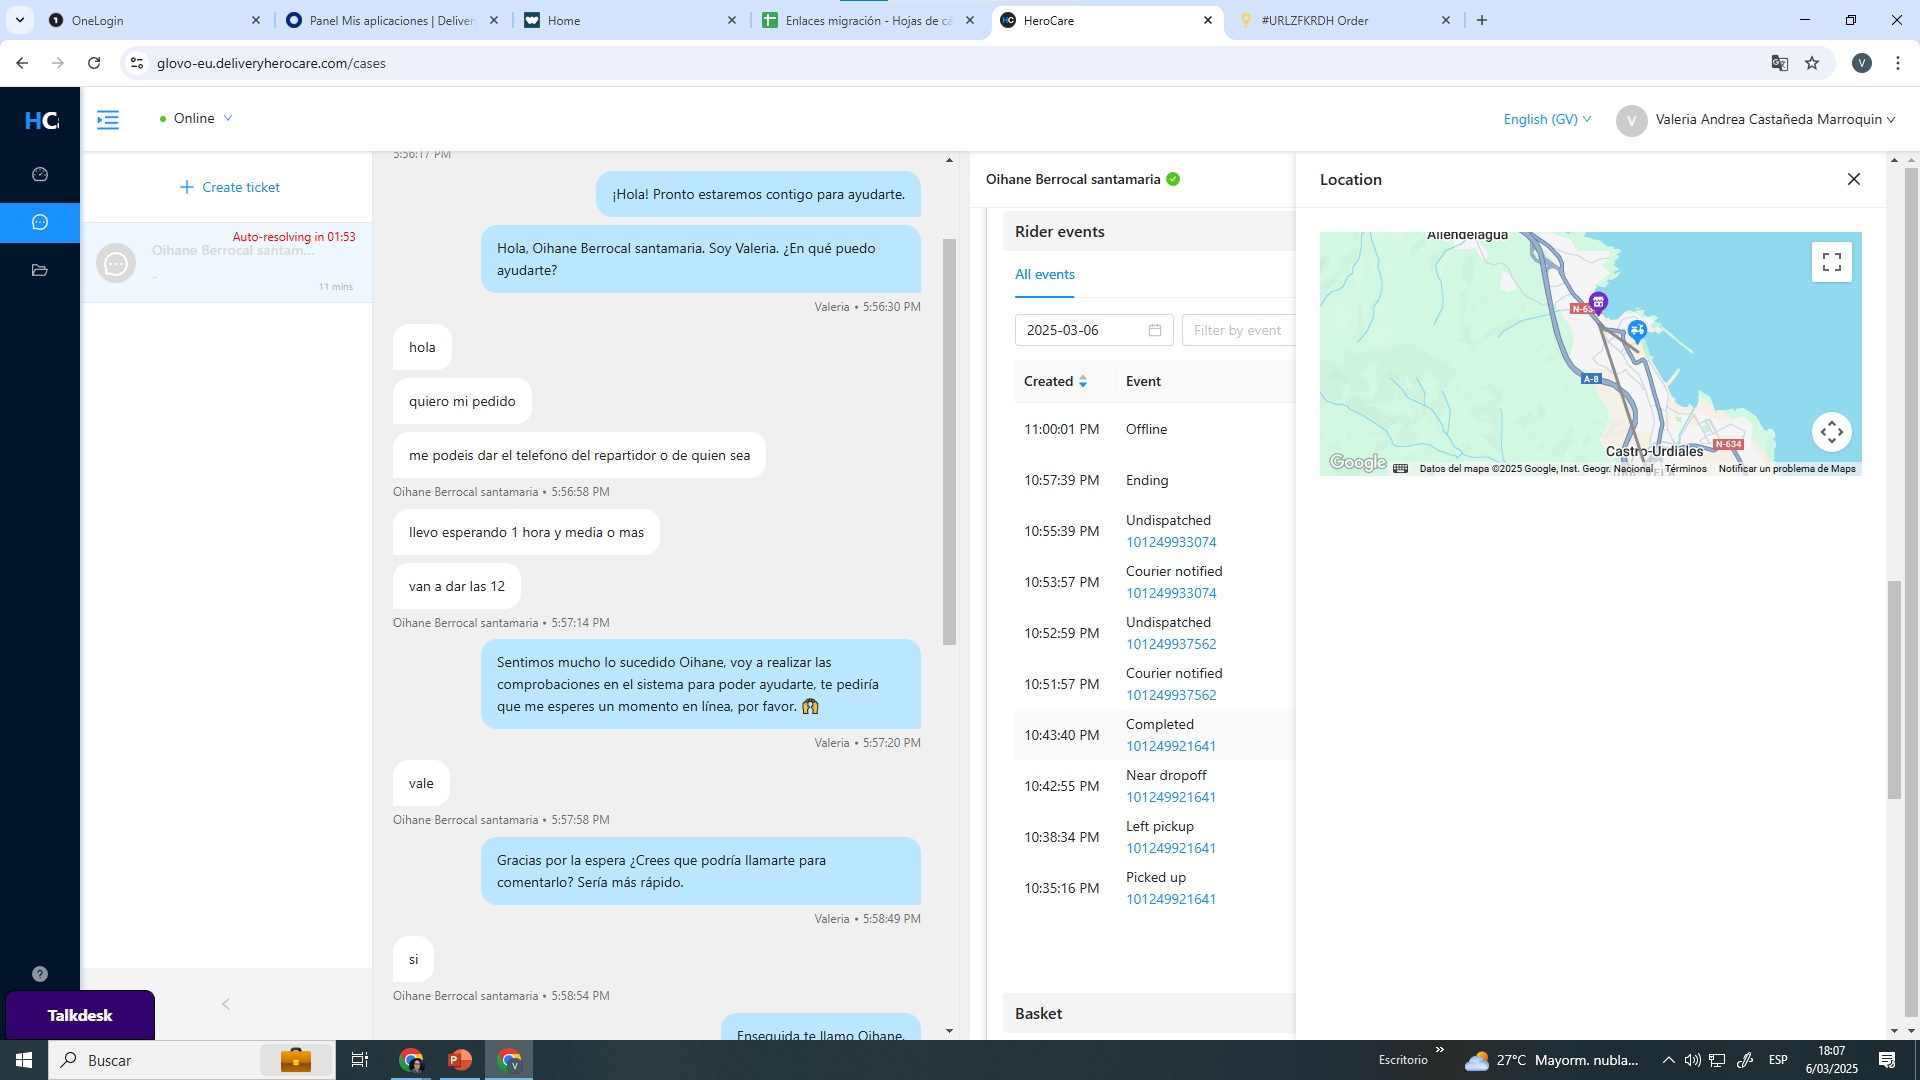 OneLogin
Panel Mis aplicaciones | Deliver
Home
Enlaces migración - Hojas de cá
HC HeroCare
#URLZFKRDH Order
glovo-eu.deliveryherocare.com/cases
V
HC
Online
English (GV)
V
Valeria Andrea Castañeda Marroquin
Create ticket
Auto-resolving in 01:53
Oihane Berrocal santam...
-
11 mins
5:56:17 PM
¡Hola! Pronto estaremos contigo para ayudarte.
Hola, Oihane Berrocal santamaria. Soy Valeria. ¿En qué puedo
ayudarte?
Valeria • 5:56:30 PM
hola
quiero mi pedido
me podeis dar el telefono del repartidor o de quien sea
Oihane Berrocal santamaria • 5:56:58 PM
llevo esperando 1 hora y media o mas
van a dar las 12
Oihane Berrocal santamaria • 5:57:14 PM
Sentimos mucho lo sucedido Oihane, voy a realizar las
comprobaciones en el sistema para poder ayudarte, te pediría
que me esperes un momento en línea, por favor.
Valeria • 5:57:20 PM
vale
Oihane Berrocal santamaria • 5:57:58 PM
Gracias por la espera ¿Crees que podría llamarte para
comentarlo? Sería más rápido.
Valeria • 5:58:49 PM
si
Oihane Berrocal santamaria • 5:58:54 PM
Enseguida te llamo Oihane.
Oihane Berrocal santamaria
Rider events
All events
2025-03-06
Filter by event
Created
Event
11:00:01 PM
Offline
10:57:39 PM
Ending
10:55:39 PM
Undispatched
101249933074
10:53:57 PM
Courier notified
101249933074
10:52:59 PM
Undispatched
101249937562
10:51:57 PM
Courier notified
101249937562
10:43:40 PM
Completed
101249921641
10:42:55 PM
Near dropoff
101249921641
10:38:34 PM
Left pickup
101249921641
10:35:16 PM
Picked up
101249921641
Basket
Location
Allendelagua
A-8
Castro-Urdiales
N-634
Google
Datos del mapa ©2025 Google, Inst. Geogr. Nacional
Términos
Notificar un problema de Maps
?
Talkdesk
Buscar
Escritorio
27°C Mayorm. nubla...
ESP
18:07
6/03/2025